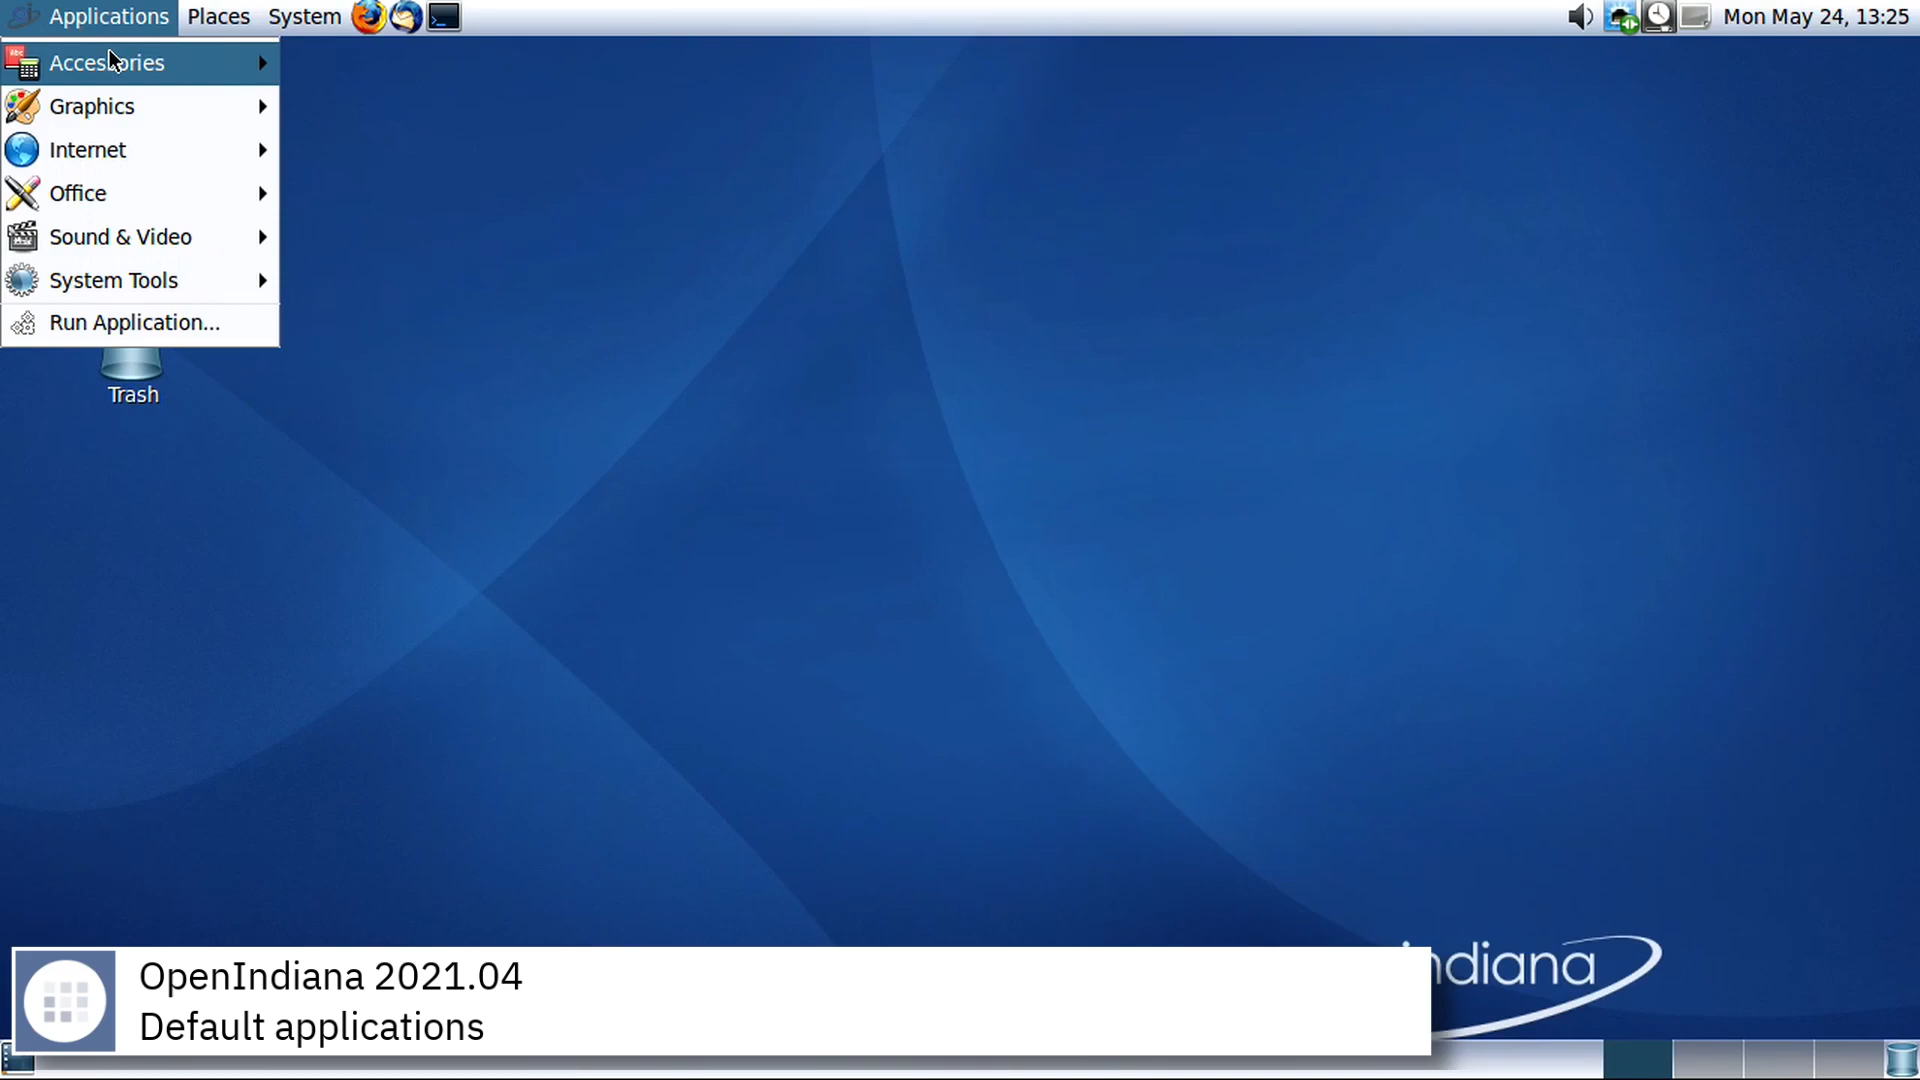 Applications Places System Mon May 24, 13:25
Accessories
Graphics
Internet
Office
Sound & Video
System Tools
Run Application...
Trash
indiana
OpenIndiana 2021.04
Default applications